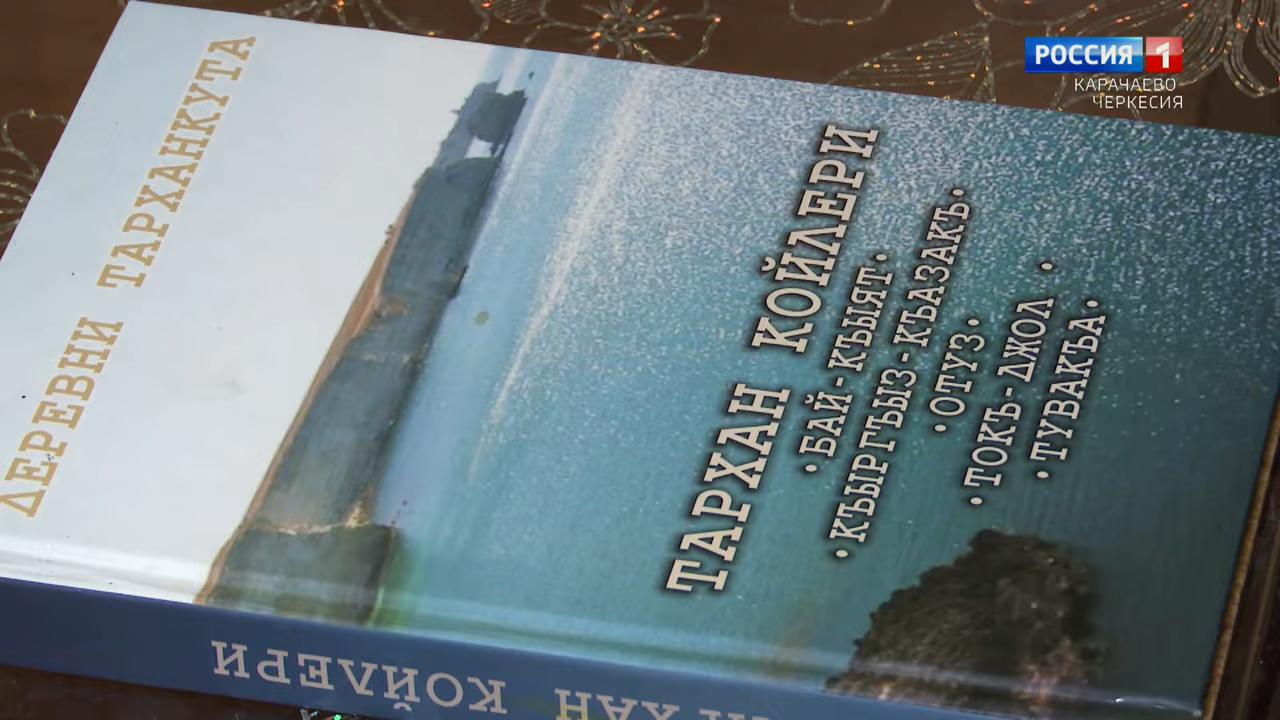 РОССИЯ 1
КАРАЧАЕВО
ЧЕРКЕСИЯ
ДЕРЕВНИ ТАРХАНКУТА
ТАРХАН КОЙЛЕРИ
• БАЙ-КЪЫЯТ •
• КЪЫРГЪЫЗ-КЪАЗАКЪ •
• ОТУЗ •
• ТОКЪ-ДЖОЛ •
• ТУВАКЪА •
КОЙЛЕРИ